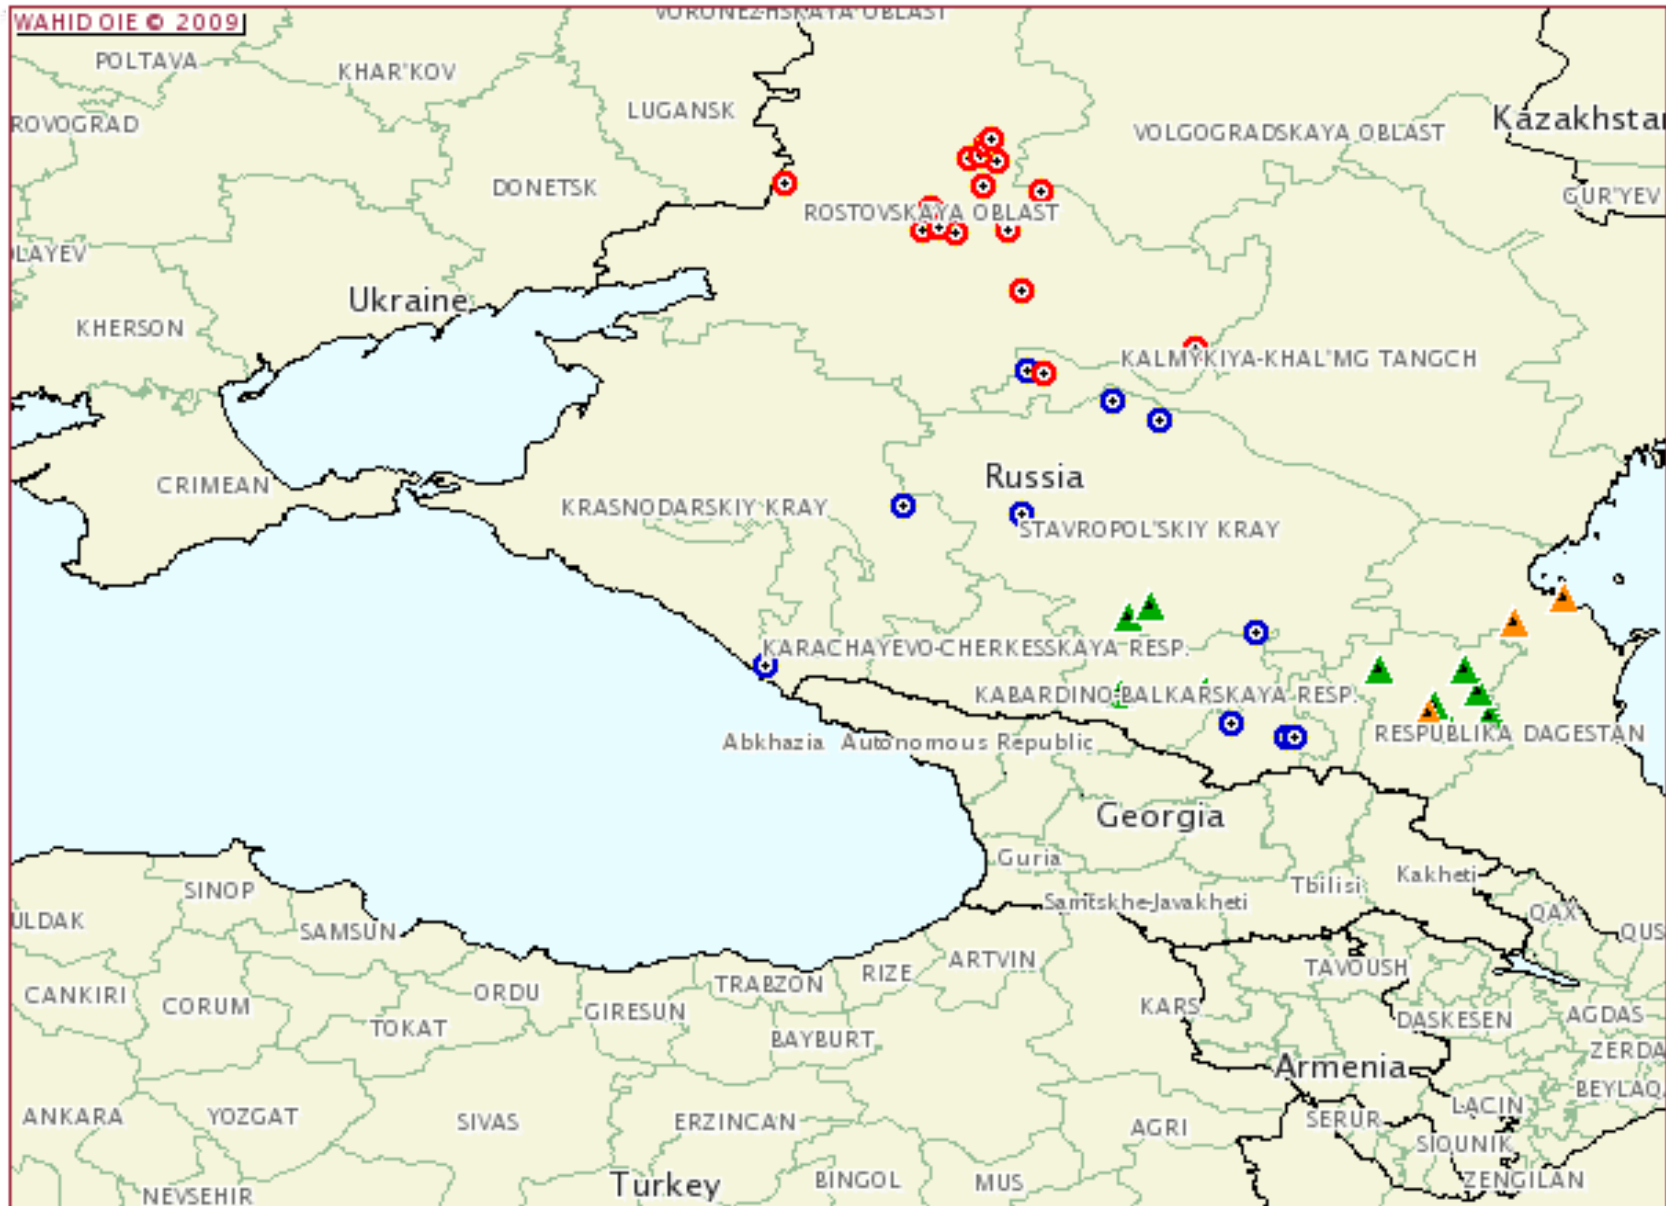 WAHID OIE © 2009
VORONEZHSKAYA OBLAST
POLTAVA
KHAR'KOV
LUGANSK
ROVOGRAD
VOLGOGRADSKAYA OBLAST
Kazakhstar
DONETSK
GUR'YEV
ROSTOVSKAYA OBLAST
OLAYEV
Ukraine
KHERSON
KALMYKIYA-KHAL'MG TANGCH
Russia
CRIMEAN
KRASNODARSKIY KRAY
STAVROPOL'SKIY KRAY
KARACHAYEVO-CHERKESSKAYA RESP.
KABARDINO-BALKARSKAYA RESP.
RESPUBLIKA DAGESTAN
Abkhazia Autonomous Republic
Georgia
Guria
Kakheti
Tbilisi
Samtskhe-Javakheti
SINOP
QAX
ULDAK
SAMSUN
QUS
ARTVIN
TAVOUSH
RIZE
TRABZON
CANKIRI
CORUM
ORDU
GIRESUN
KARS
DASKESEN
AGDAS
TOKAT
BAYBURT
ZERDA
Armenia
BEYLAQA
ANKARA
YOZGAT
SIVAS
ERZINCAN
AGRI
SERUR
LACIN
SIOUNIK
Turkey
BINGOL
MUS
ZENGILAN
NEVSEHIR